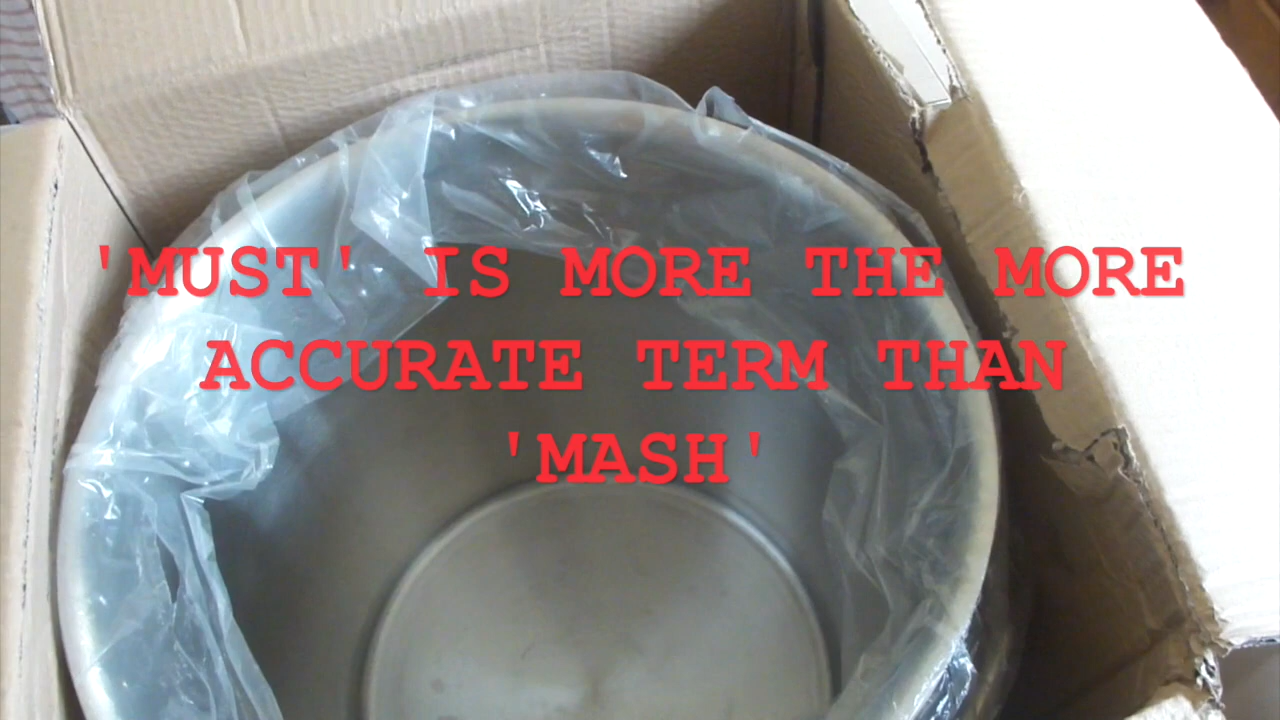 'MUST' IS MORE THE MORE
ACCURATE TERM THAN
'MASH'